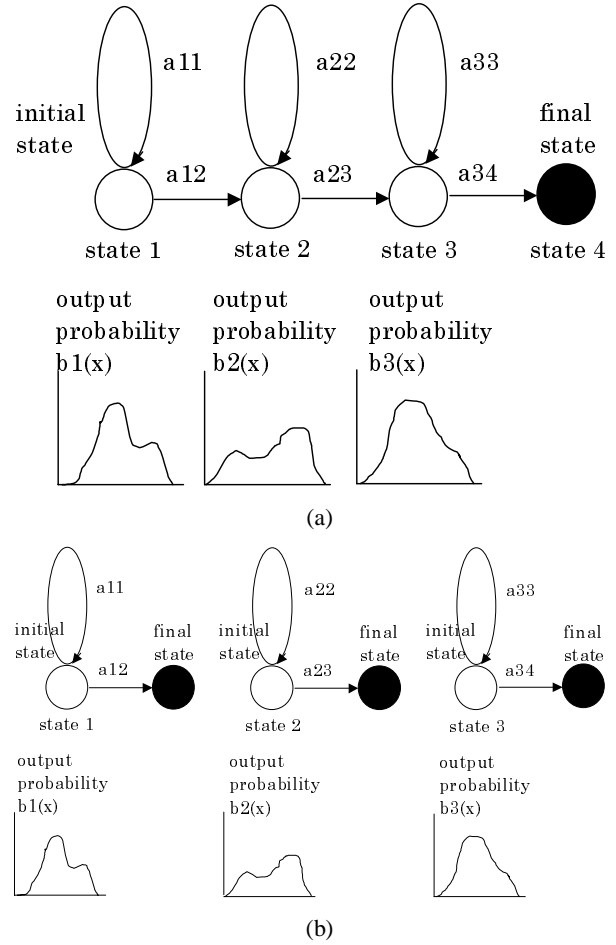 a11
a22
a33
initial
state
final
state
a12
a23
a34
state 1
state 2
state 3
state 4
output
probability
b1(x)
output
probability
b2(x)
output
probability
b3(x)
(a)
a11
a22
a33
initial
state
final
state
initial
state
final
state
initial
state
final
state
a12
a23
a34
state 1
state 2
state 3
output
probability
b1(x)
output
probability
b2(x)
output
probability
b3(x)
(b)